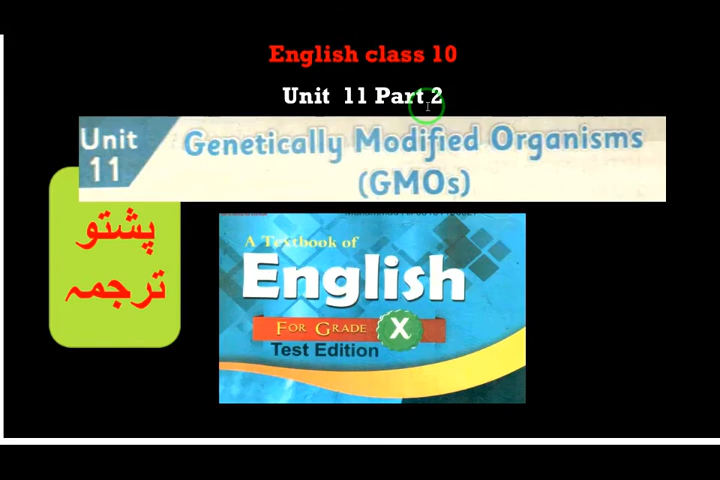 English class 10
Unit 11 Part 2
Unit 11
Genetically Modified Organisms
(GMOs)
پشتو
ترجمہ
A Textbook of
English
FOR GRADE X
Test Edition